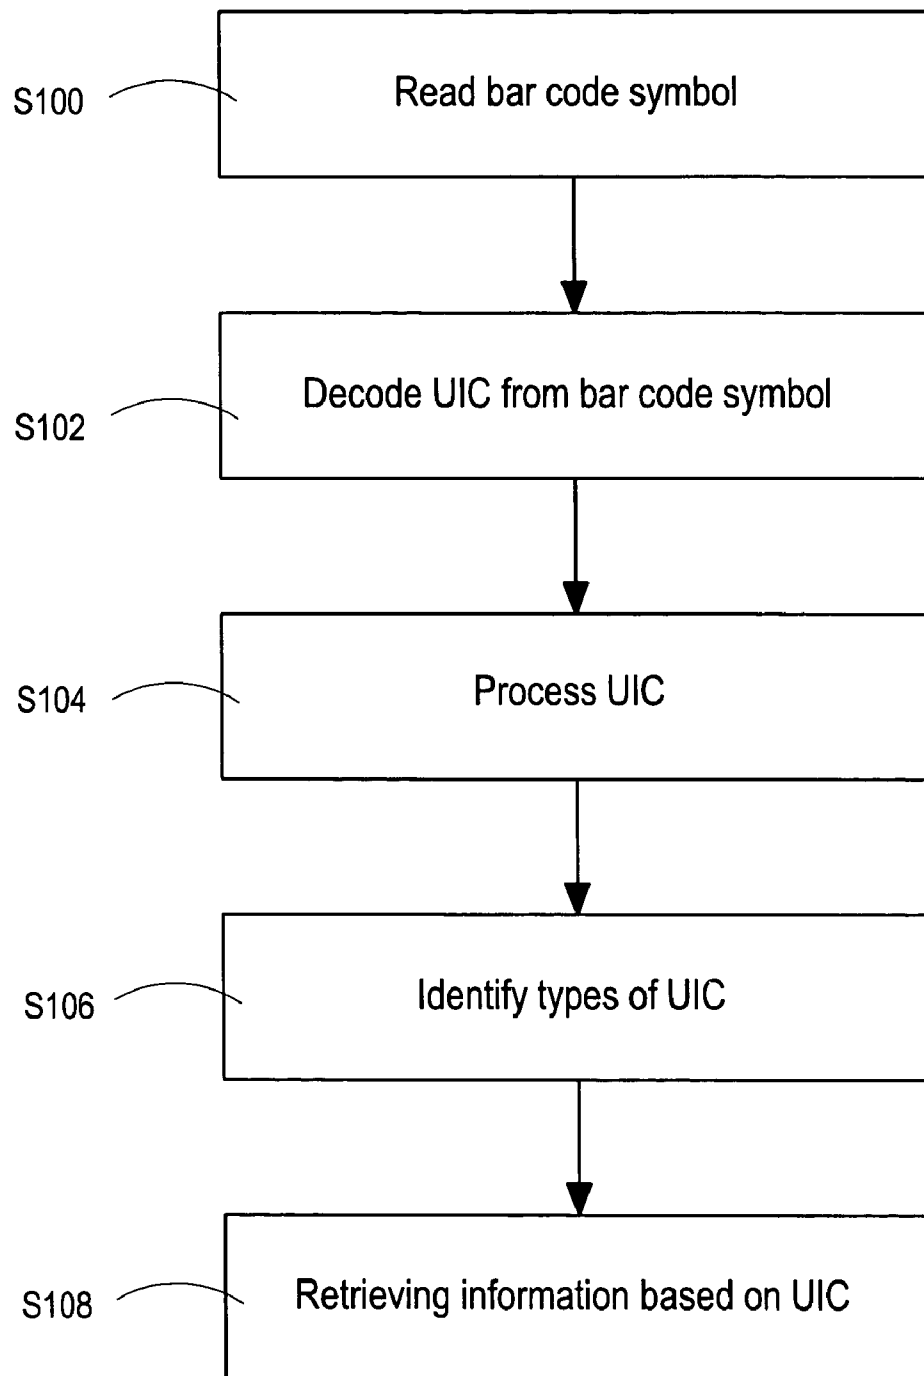 S100
Read bar code symbol
S102
Decode UIC from bar code symbol
S104
Process UIC
S106
Identify types of UIC
S108
Retrieving information based on UIC